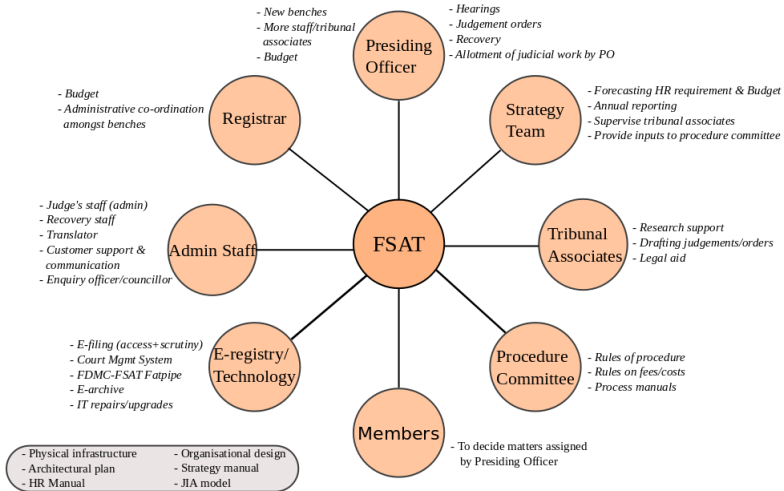 - New benches
- More staff/tribunal
associates
- Budget
Presiding
Officer
- Hearings
- Judgement orders
- Recovery
- Allotment of judicial work by PO
- Budget
- Administrative co-ordination
amongst benches
Registrar
Strategy
Team
- Forecasting HR requirement & Budget
- Annual reporting
- Supervise tribunal associates
- Provide inputs to procedure committee
- Judge's staff (admin)
- Recovery staff
- Translator
- Customer support &
communication
- Enquiry officer/councillor
Admin Staff
FSAT
Tribunal
Associates
- Research support
- Drafting judgements/orders
- Legal aid
- E-filing (access+scrutiny)
- Court Mgmt System
- FDMC-FSAT Fatpipe
- E-archive
- IT repairs/upgrades
E-registry/
Technology
Procedure
Committee
- Rules of procedure
- Rules on fees/costs
- Process manuals
Members
- To decide matters assigned
by Presiding Officer
- Physical infrastructure
- Architectural plan
- HR Manual
- Organisational design
- Strategy manual
- JIA model